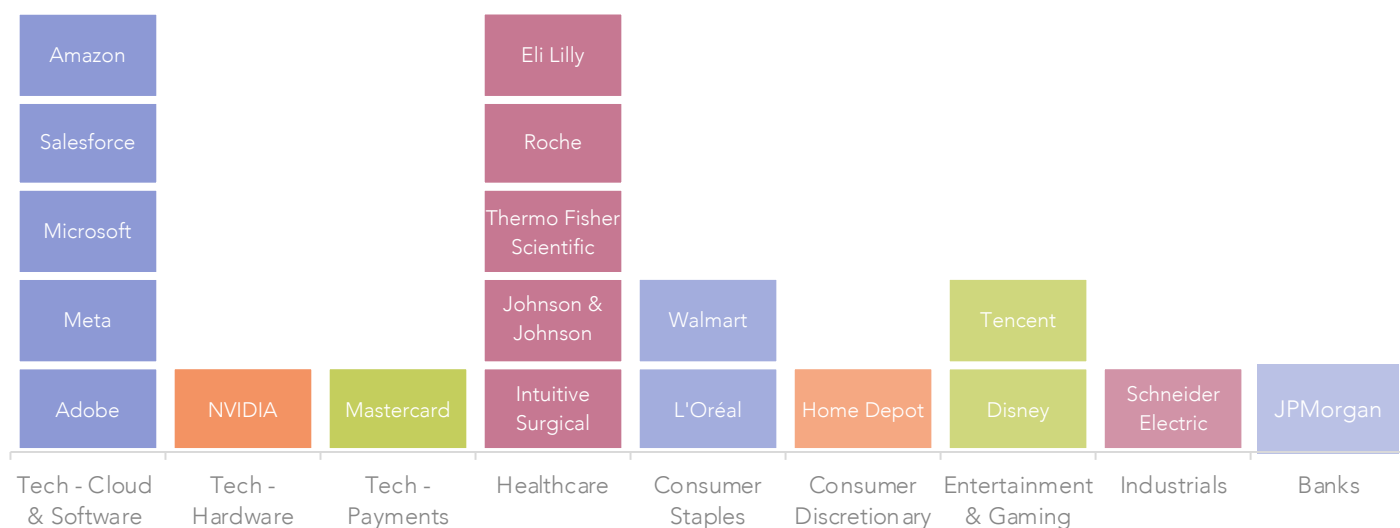 Amazon
Eli Lilly
Salesforce
Roche
Microsoft
Thermo Fisher
Scientific
Meta
Johnson &
Johnson
Walmart
Tencent
Adobe
NVIDIA
Mastercard
Intuitive
Surgical
L'Oréal
Home Depot
Disney
Schneider
Electric
JPMorgan
Tech - Cloud
& Software
Tech -
Hardware
Tech -
Payments
Healthcare
Consumer
Staples
Consumer
Discretionary
Entertainment
& Gaming
Industrials
Banks